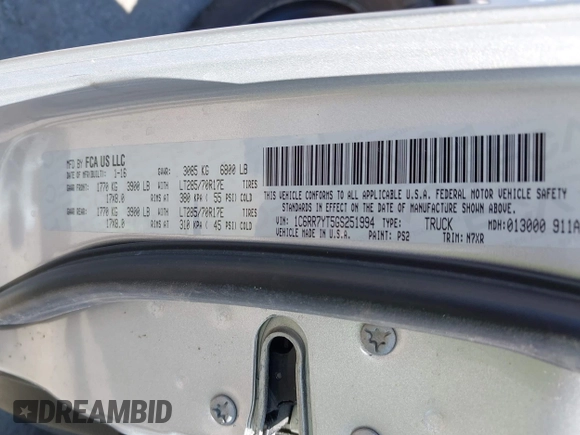 MFD BY FCA US LLC
DATE OF MFR/BUILT: 1-16 GVWR: 3085 KG 6800 LB
GAWR FRONT: 1770 KG 3900 LB WITH LT285/70R17E TIRES
17X8.0 RIMS AT 380 KPA( 55 PSI) COLD
GAWR REAR: 1770 KG 3900 LB WITH LT285/70R17E TIRES
17X8.0 RIMS AT 310 KPA( 45 PSI) COLD
THIS VEHICLE CONFORMS TO ALL APPLICABLE U.S.A. FEDERAL MOTOR VEHICLE SAFETY
STANDARDS IN EFFECT ON THE DATE OF MANUFACTURE SHOWN ABOVE.
VIN: 1C6RR7YT5GS251994 TYPE: TRUCK MDH: 013000 911A
VEHICLE MADE IN U.S.A. PAINT: PS2 TRIM: N7XR
DREAMBID